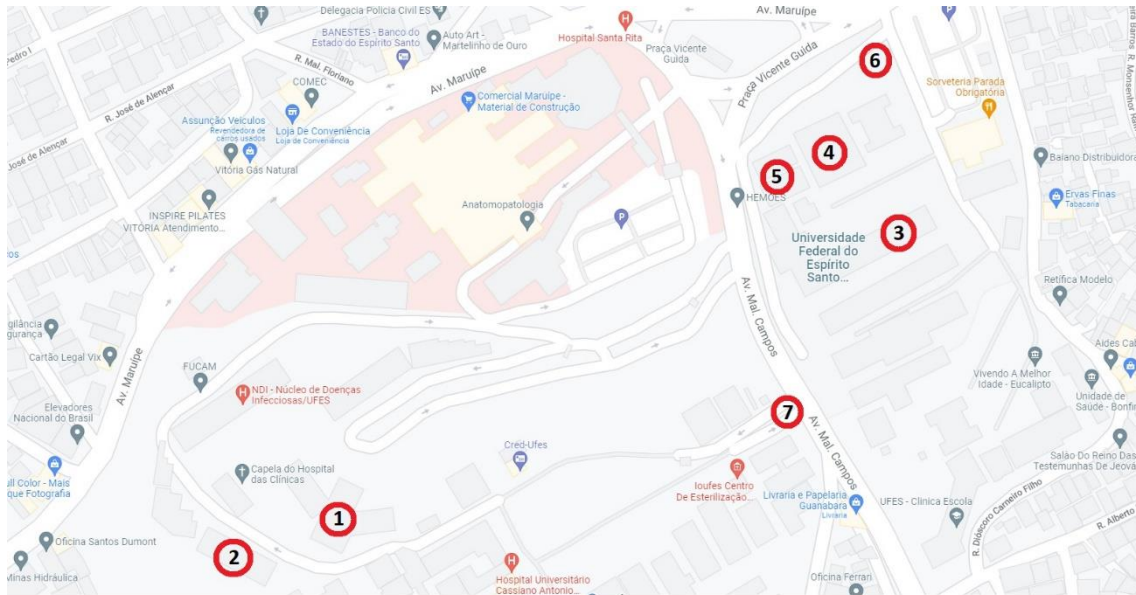 Delegacia Policia Civil ES
Av. Maruípe
BANESTES - Banco do
Estado do Espírito Santo
Auto Art -
Martelinho de Ouro
Hospital Santa Rita
Praça Vicente
Guida
Pedro I
R. Mal. Floriano
COMEC
Av. Maruípe
Praça Vicente Guida
6
Sorveteria Parada
Obrigatória
R. José de Alençar
José de Alençar
Comercial Maruípe -
Material de Construção
Assunção Veículos
Revendedora de
carros usados
Loja De Conveniência
Loja de Conveniência
Vitória Gás Natural
4
5
Baiano Distribuidora
HEMOES
Ervas Finas
Tabacaria
INSPIRE PILATES
VITÓRIA Atendimento...
Anatomopatologia
P
3
Universidade
Federal do
Espírito
Santo...
Retífica Modelo
Av. Mal. Campos
Cartão Legal Vix
Av. Maruípe
FUCAM
NDI - Núcleo de Doenças
Infecciosas/UFES
Vivendo A Melhor
Idade - Eucalipto
Unidade de
Saúde - Bonfim
Elevadores
Nacional do Brasil
7
Av. Mal. Campos
Cred-Ufes
Salão Do Reino Das
Testemunhas De Jeová
Capela do Hospital
das Clínicas
Ioufes Centro
De Esterilização...
Livraria e Papelaria
Guanabara
Livraria
UFES - Clinica Escola
R. Dióscoro Carneiro Filho
R. Alberto
1
Oficina Santos Dumont
2
Minas Hidráulica
Hospital Universitário
Cassiano Antonio...
Oficina Ferrari